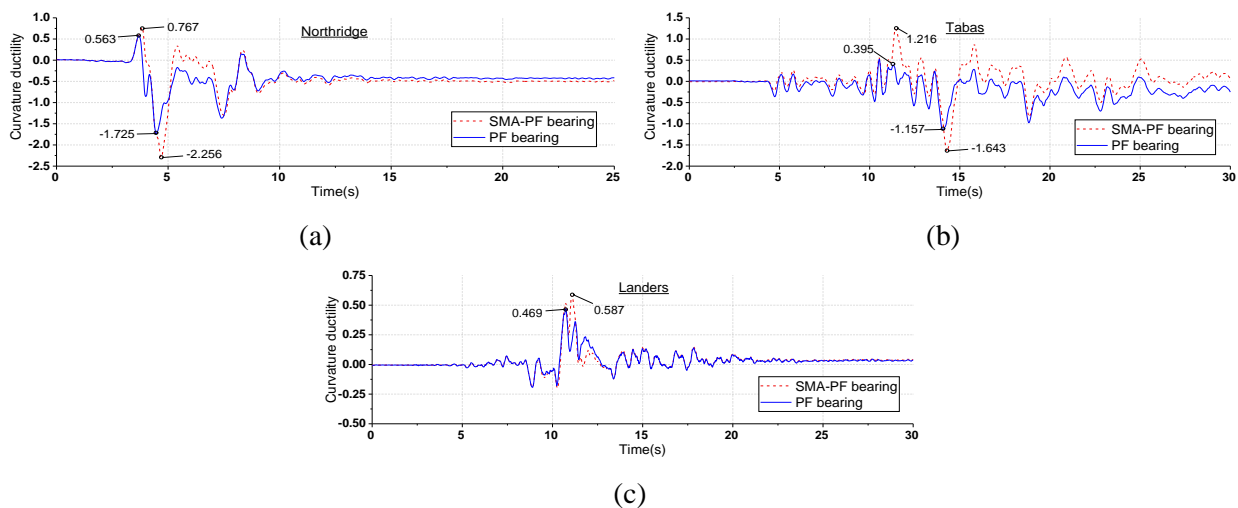 Northridge
Curvature ductility
1.0
0.5
0.0
-0.5
-1.0
-1.5
-2.0
-2.5
0.767
0.563
-1.725
-2.256
SMA-PF bearing
PF bearing
0 5 10 15 20 25
Time(s)
(a)
Tabas
Curvature ductility
1.5
1.0
0.5
0.0
-0.5
-1.0
-1.5
-2.0
1.216
0.395
-1.157
-1.643
SMA-PF bearing
PF bearing
0 5 10 15 20 25 30
Time(s)
(b)
Landers
Curvature ductility
0.75
0.50
0.25
0.00
-0.25
-0.50
0.469
0.587
SMA-PF bearing
PF bearing
0 5 10 15 20 25 30
Time(s)
(c)